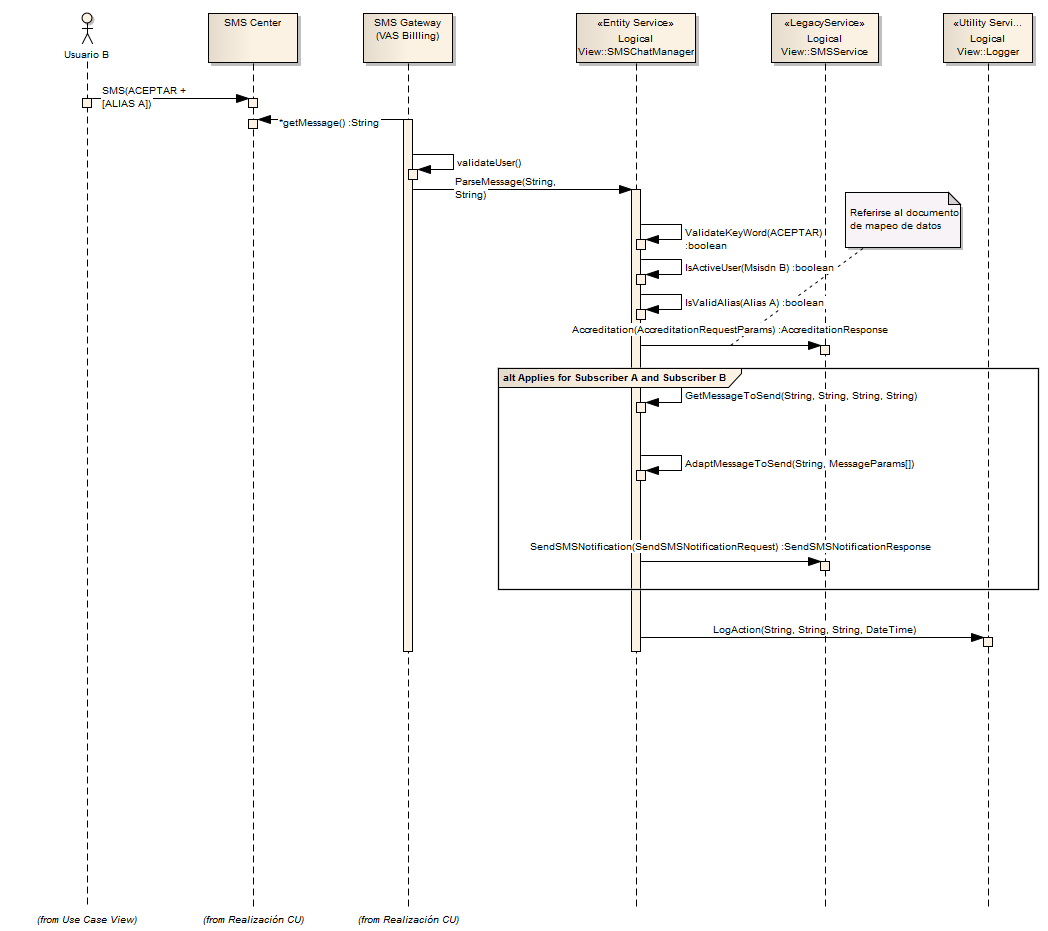 Usuario B
SMS Center
SMS Gateway
(VAS Billling)
«Entity Service»
Logical
View::SMSChatManager
«LegacyService»
Logical
View::SMSService
«Utility Servi...
Logical
View::Logger
SMS(ACEPTAR +
[ALIAS A])
*getMessage() :String
validateUser()
ParseMessage(String,
String)
Referirse al documento
de mapeo de datos
ValidateKeyWord(ACEPTAR)
:boolean
IsActiveUser(Msisdn B) :boolean
IsValidAlias(Alias A) :boolean
Accreditation(AccreditationRequestParams) :AccreditationResponse
alt Applies for Subscriber A and Subscriber B
GetMessageToSend(String, String, String, String)
AdaptMessageToSend(String, MessageParams[])
SendSMSNotification(SendSMSNotificationRequest) :SendSMSNotificationResponse
LogAction(String, String, String, DateTime)
(from Use Case View)
(from Realización CU)
(from Realización CU)